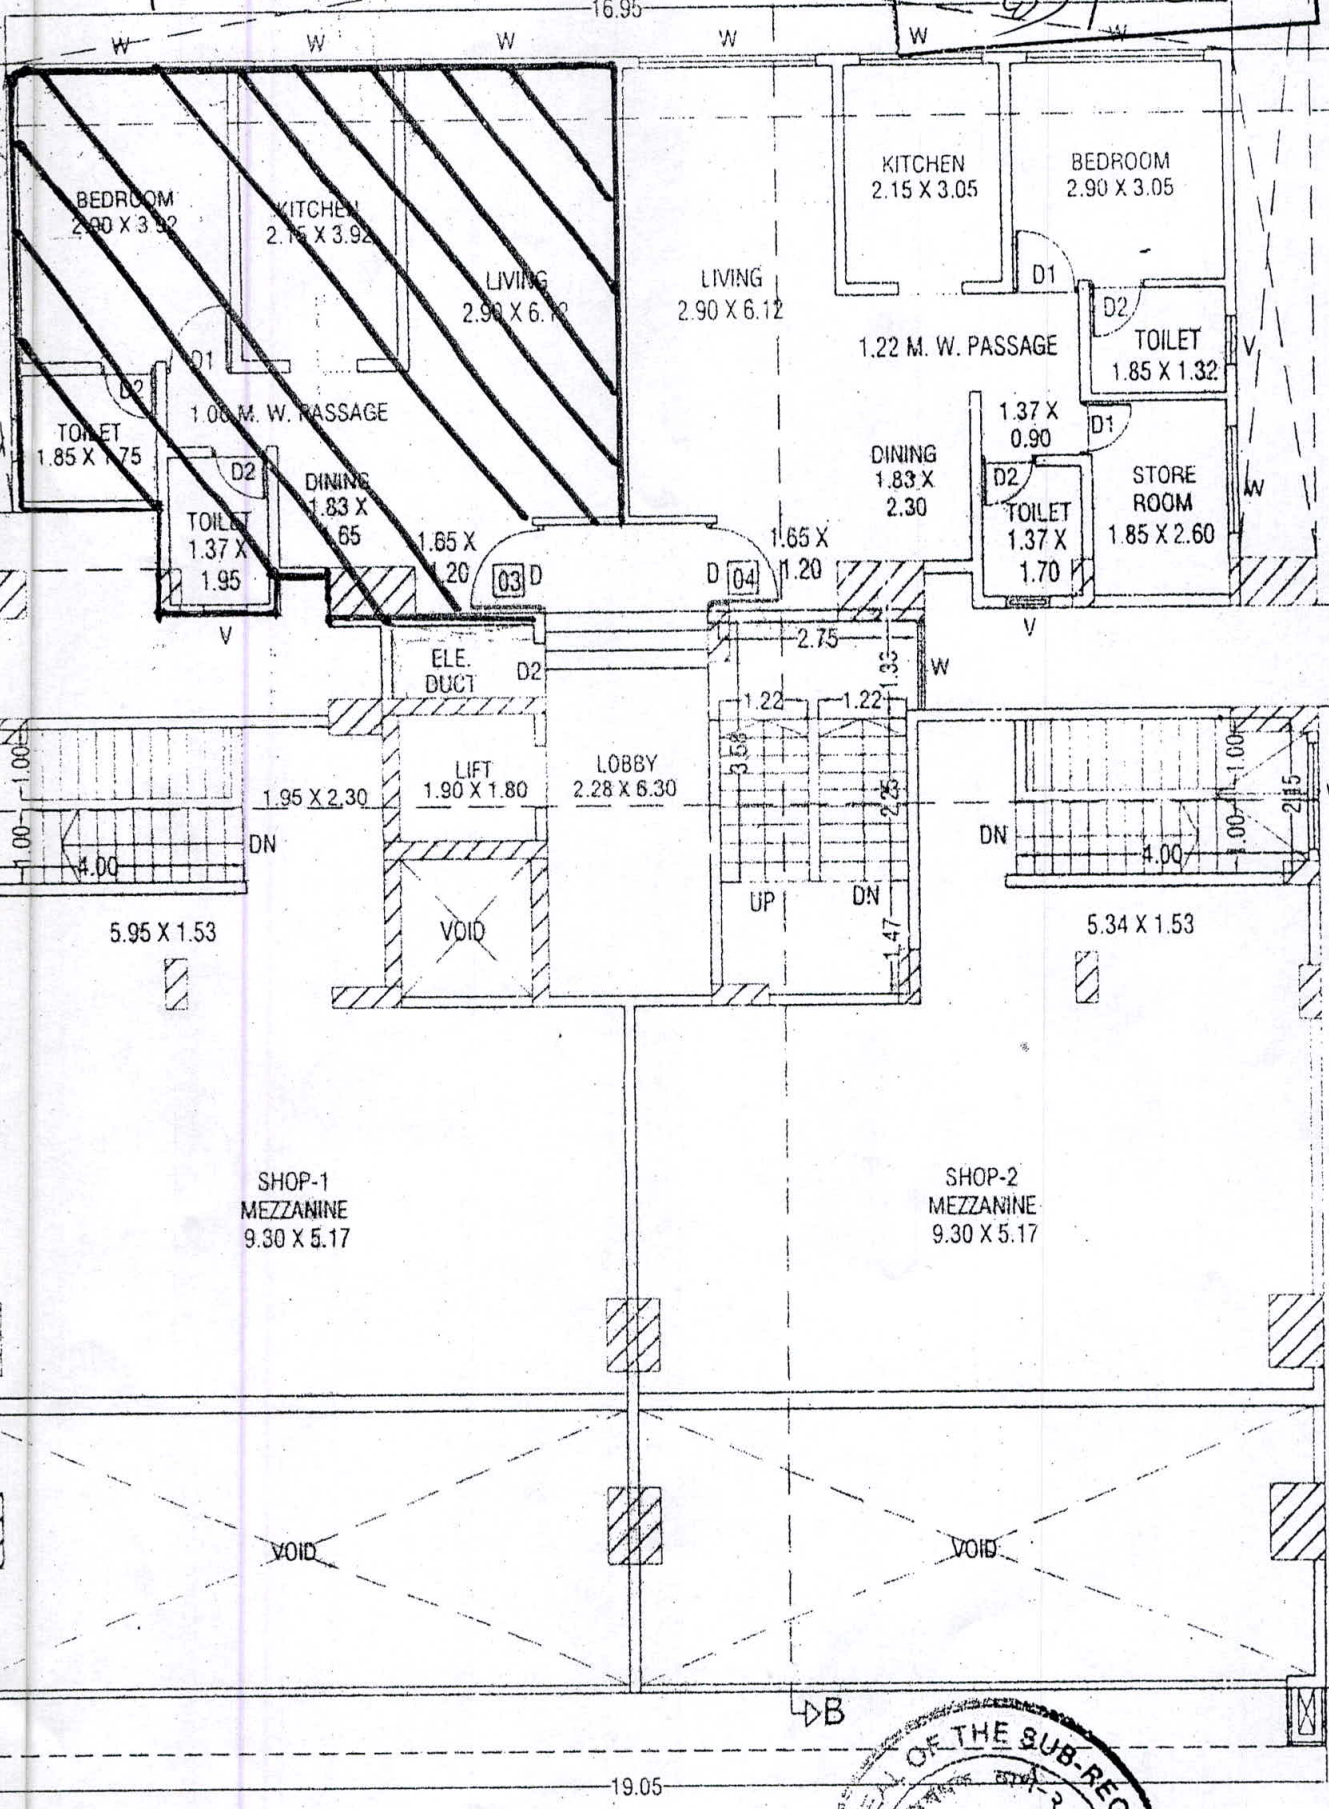 16.95
W W W W W W
BEDROOM
2.90 X 3.92
KITCHEN
2.15 X 3.92
LIVING
2.90 X 6.12
LIVING
2.90 X 6.12
KITCHEN
2.15 X 3.05
BEDROOM
2.90 X 3.05
D1
D2
TOILET
1.85 X 1.32
V
1.22 M. W. PASSAGE
D1
D2
1.00 M. W. PASSAGE
TOILET
1.85 X 1.75
D2
TOILET
1.37 X
1.95
V
DINING
1.83 X
65
1.65 X
1.20
03 D
D 04
1.65 X
1.20
DINING
1.83 X
2.30
1.37 X
0.90
D1
D2
TOILET
1.37 X
1.70
V
STORE
ROOM
1.85 X 2.60
W
ELE.
DUCT
D2
2.75
1.33
W
1.22
1.22
3.58
LIFT
1.90 X 1.80
LOBBY
2.28 X 6.30
UP
DN
1.47
VOID
1.00
1.00
4.00
1.95 X 2.30
DN
5.95 X 1.53
DN
4.00
1.00
1.00
2.15
5.34 X 1.53
SHOP-1
MEZZANINE
9.30 X 5.17
SHOP-2
MEZZANINE
9.30 X 5.17
VOID
VOID
B
19.05
OF THE SUB-REG